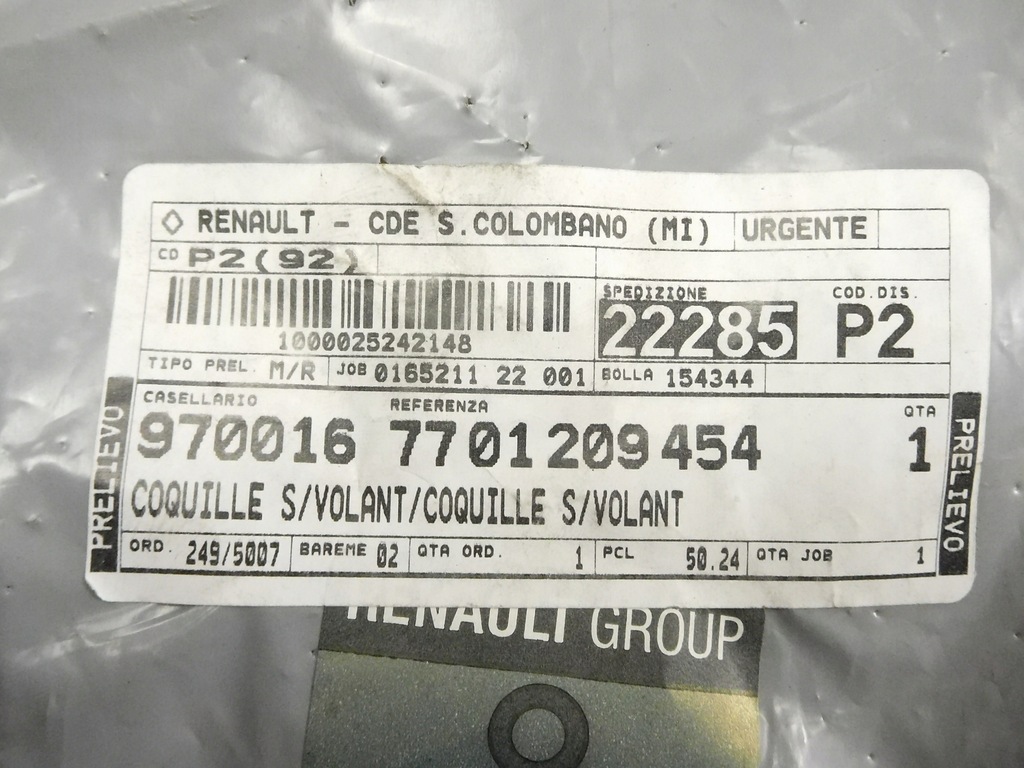 RENAULT - CDE S.COLOMBANO (MI) URGENTE
CD P2(92)
SPEDIZIONE COD.DIS.
22285 P2
1000025242148
TIPO PREL. M/R JOB 0165211 22 001 BOLLA 154344
CASELLARIO REFERENZA QTA
970016 7701209454 1
COQUILLE S/VOLANT/COQUILLE S/VOLANT
ORD. 249/5007 BAREME 02 QTA ORD. 1 PCL 50.24 QTA JOB 1
PRELIEVO
PRELIEVO
RENAULT GROUP